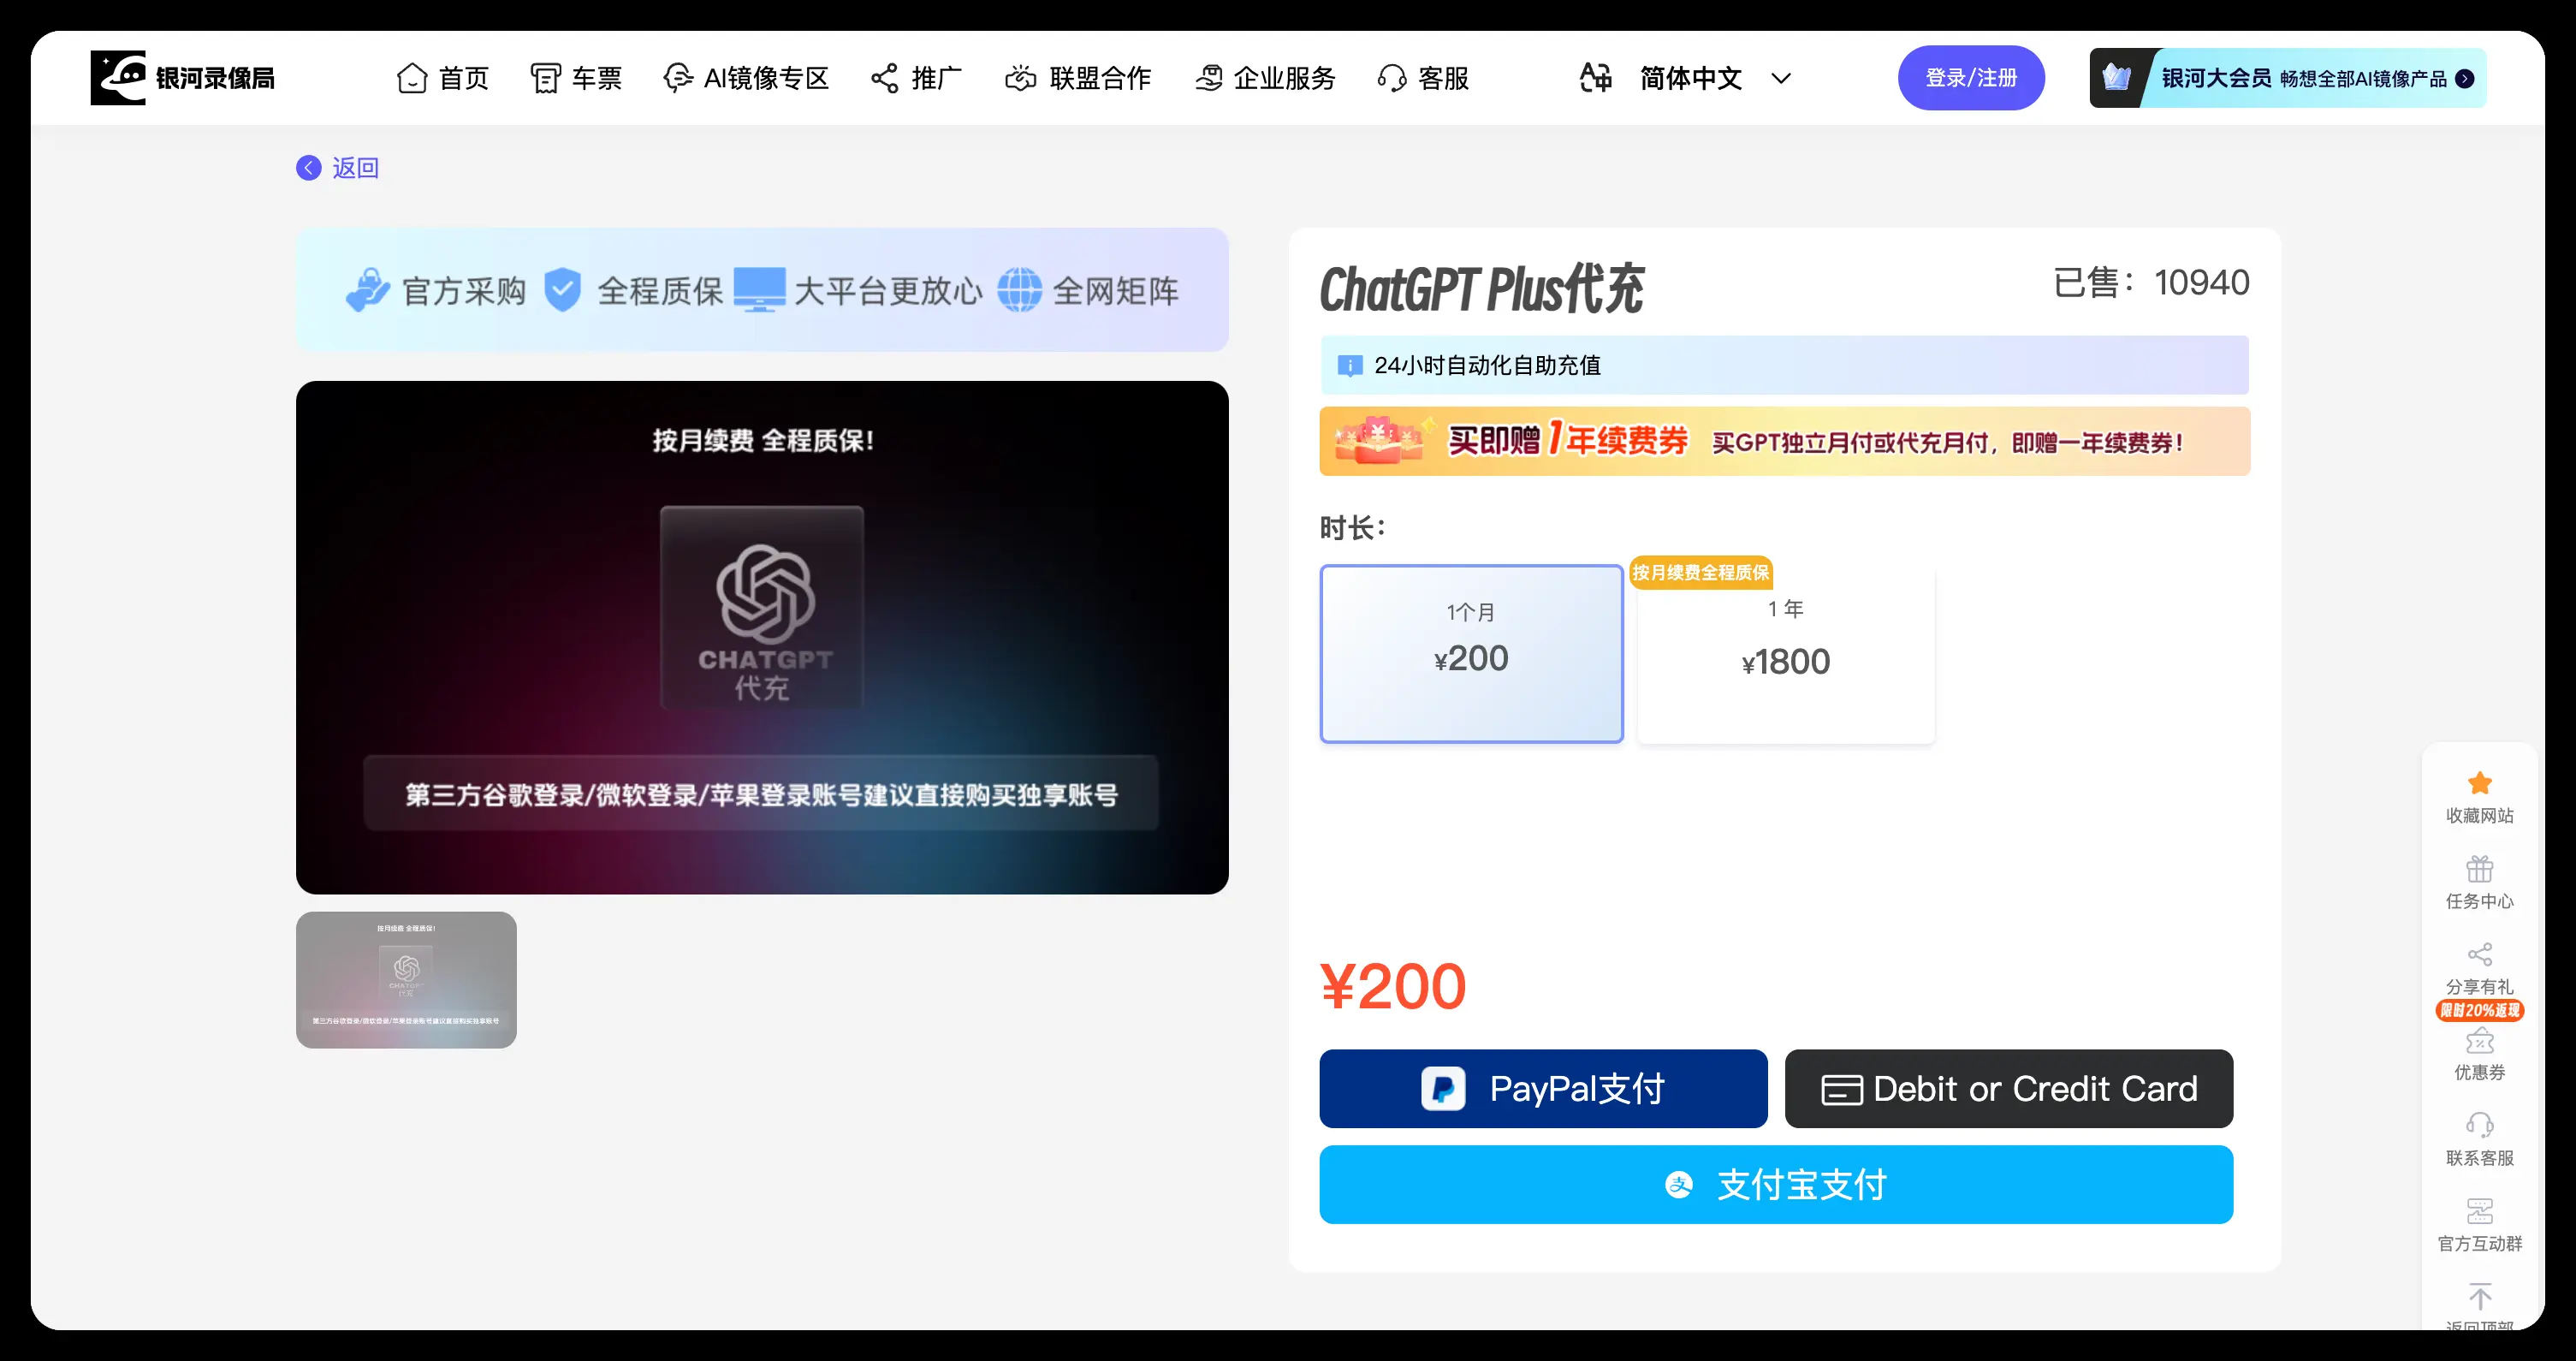 银河录像局
首页
车票
AI镜像专区
推广
联盟合作
企业服务
客服
简体中文
登录/注册
银河大会员 畅想全部AI镜像产品
返回
官方采购 全程质保 大平台更放心 全网矩阵
按月续费 全程质保!
CHATGPT
代充
第三方谷歌登录/微软登录/苹果登录账号建议直接购买独享账号
按月续费 全程质保!
CHATGPT
代充
第三方谷歌登录/微软登录/苹果登录账号建议直接购买独享账号
ChatGPT Plus代充
已售：10940
24小时自动化自助充值
买即赠1年续费券 买GPT独立月付或代充月付，即赠一年续费券！
时长：
1个月
¥200
按月续费全程质保
1 年
¥1800
¥200
PayPal支付
Debit or Credit Card
支付宝支付
收藏网站
任务中心
分享有礼
限时20%返现
优惠券
联系客服
官方互动群
返回顶部